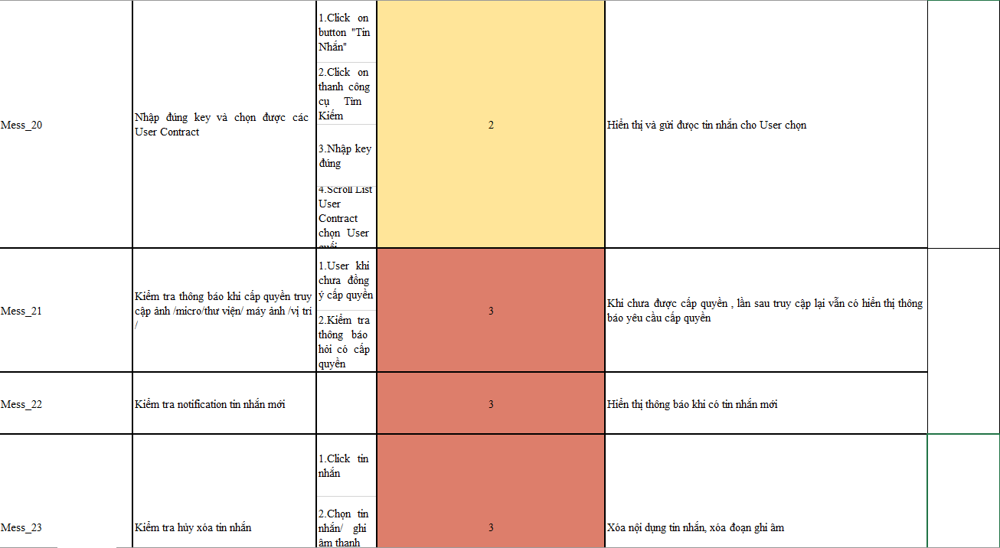 Mess_20
Nhập đúng key và chọn được các
User Contract
1.Click on
button "Tin
Nhắn"
2.Click on
thanh công
cụ Tìm
Kiếm
3.Nhập key
đúng
4.Scroll List
User
Contract
chọn User
cuối
2
Hiển thị và gửi được tin nhắn cho User chọn
Mess_21
Kiểm tra thông báo khi cấp quyền truy
cập ảnh /micro/thư viện/ máy ảnh /vị trí
/
1.User khi
chưa đồng
ý cấp quyền
2.Kiểm tra
thông báo
hỏi có cấp
quyền
3
Khi chưa được cấp quyền , lần sau truy cập lại vẫn có hiển thị thông
báo yêu cầu cấp quyền
Mess_22
Kiểm tra notification tin nhắn mới
3
Hiển thị thông báo khi có tin nhắn mới
Mess_23
Kiểm tra hủy xóa tin nhắn
1.Click tin
nhắn
2.Chọn tin
nhắn/ ghi
âm thanh
3
Xóa nội dụng tin nhắn, xóa đoạn ghi âm